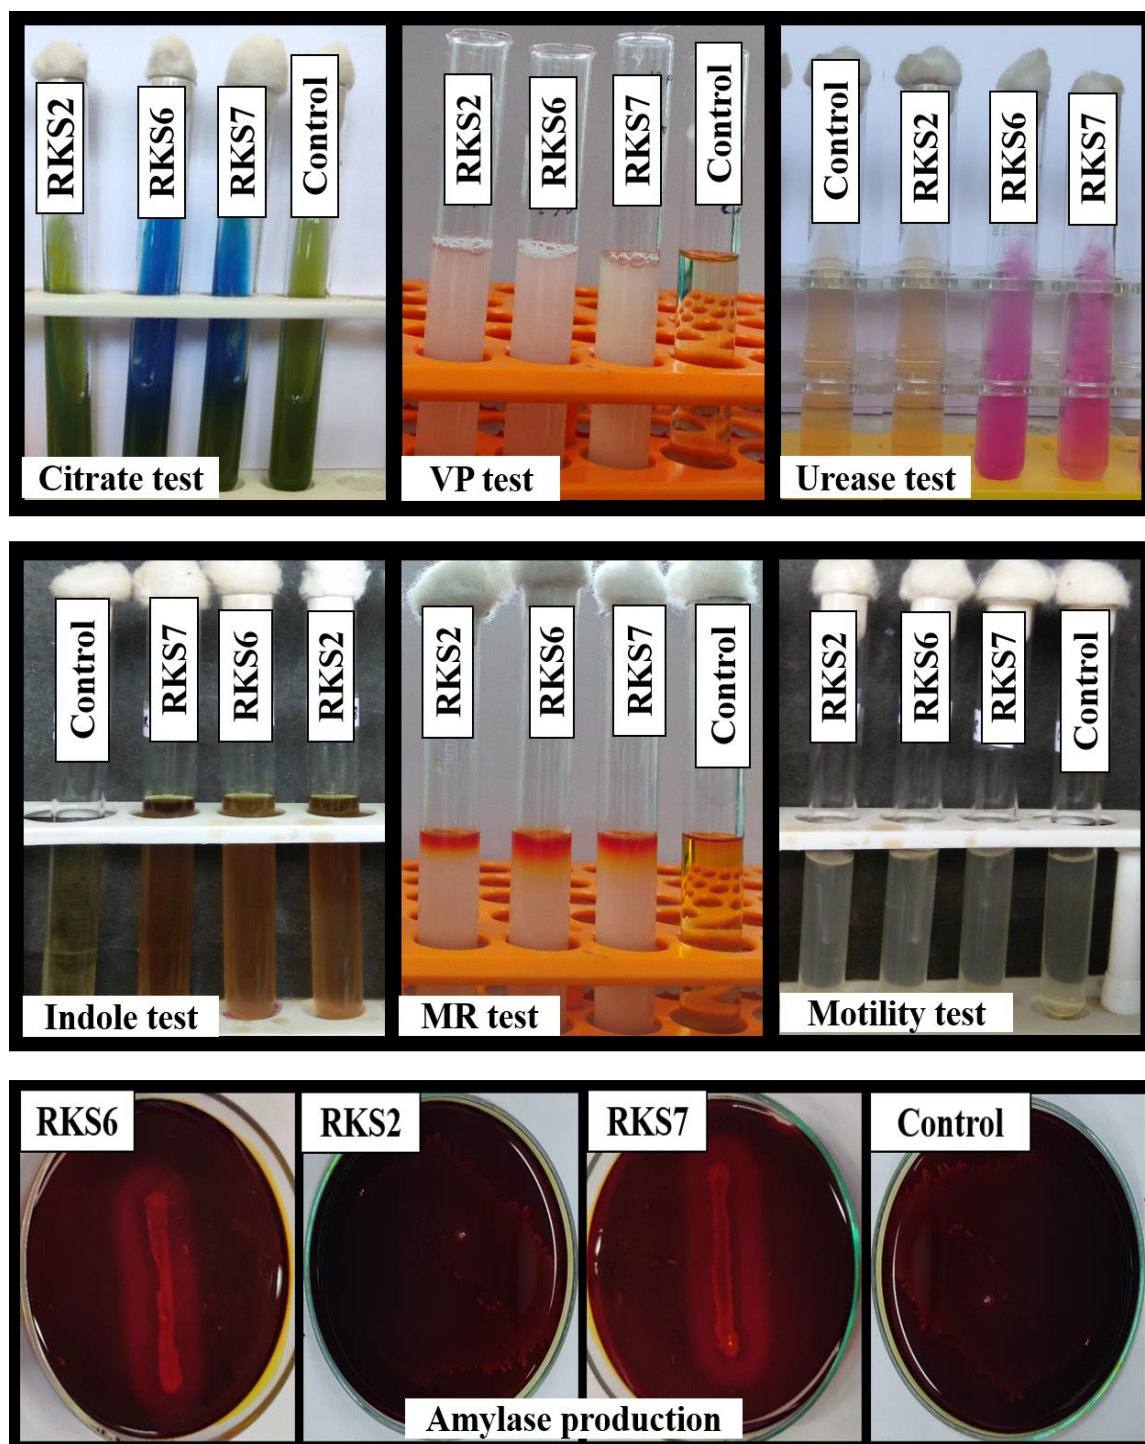 RKS2
RKS6
RKS7
Control
Citrate test
RKS2
RKS6
RKS7
Control
VP test
Control
RKS2
RKS6
RKS7
Urease test
Control
RKS7
RKS6
RKS2
Indole test
RKS2
RKS6
RKS7
Control
MR test
RKS2
RKS6
RKS7
Control
Motility test
RKS6
RKS2
RKS7
Control
Amylase production